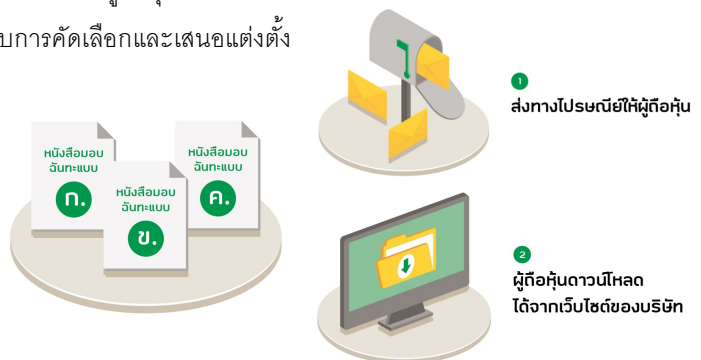 บการคัดเลือกและเสนอแต่งตั้ง
หนังสือมอบ
ฉันทะแบบ
ก.
หนังสือมอบ
ฉันทะแบบ
ข.
หนังสือมอบ
ฉันทะแบบ
ค.
1
ส่งทางไปรษณีย์ให้ผู้ถือหุ้น
2
ผู้ถือหุ้นดาวน์โหลด
ได้จากเว็บไซต์ของบริษัท